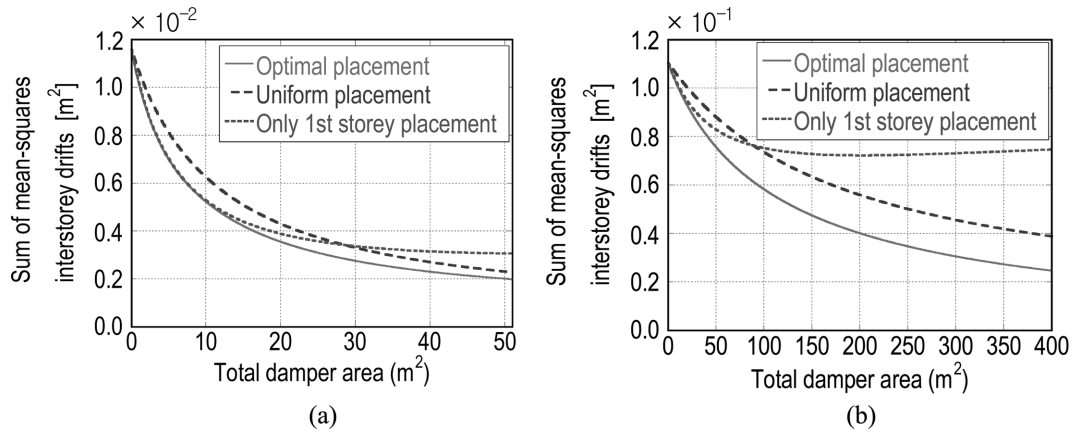 × 10⁻²
1.2
1.0
0.8
0.6
0.4
0.2
0.0
0 10 20 30 40 50
Sum of mean-squares
interstorey drifts [m²]
Optimal placement
Uniform placement
Only 1st storey placement
Total damper area (m²)
(a)
× 10⁻¹
1.2
1.0
0.8
0.6
0.4
0.2
0.0
0 50 100 150 200 250 300 350 400
Sum of mean-squares
interstorey drifts [m²]
Optimal placement
Uniform placement
Only 1st storey placement
Total damper area (m²)
(b)